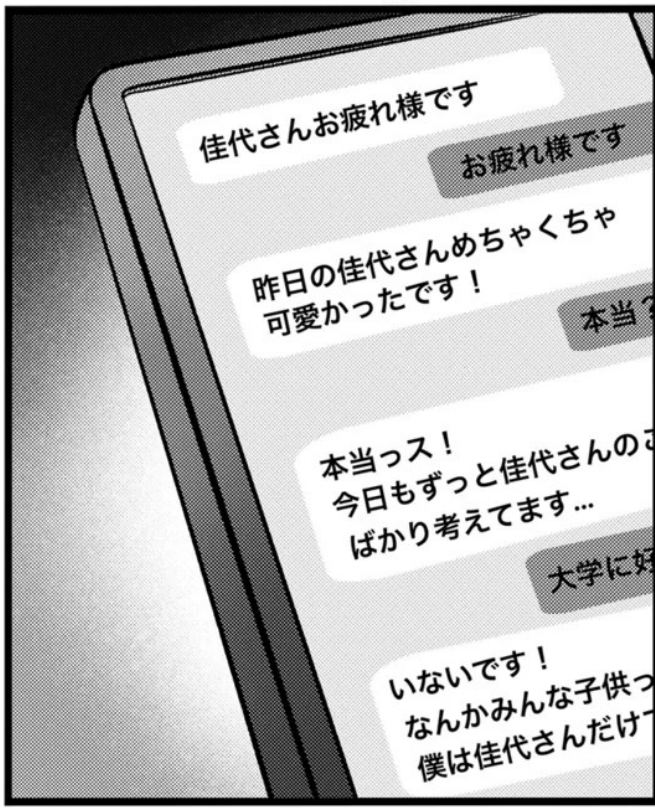 佳代さんお疲れ様です
お疲れ様です
昨日の佳代さんめちゃくちゃ
可愛かったです！
本当？
本当っス！
今日もずっと佳代さんの
ばかり考えてます…
大学に好
いないです！
なんかみんな子供っ
僕は佳代さんだけ